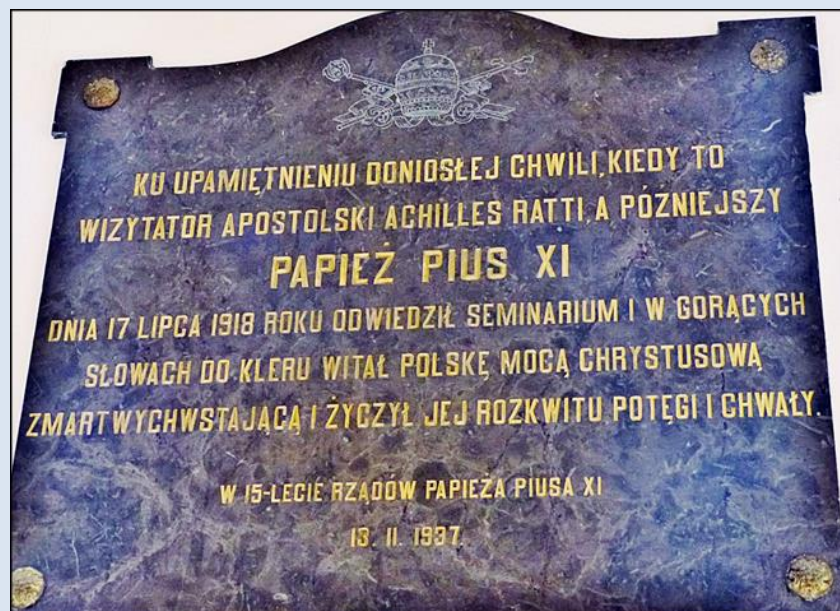 KU UPAMIĘTNIENIU DONIOSŁEJ CHWILI, KIEDY TO
WIZYTATOR APOSTOLSKI ACHILLES RATTI, A PÓZNIEJSZY
PAPIEŻ PIUS XI
DNIA 17 LIPCA 1918 ROKU ODWIEDZIŁ SEMINARIUM I W GORĄCYCH
SŁOWACH DO KLERU WITAŁ POLSKĘ MOCĄ CHRYSTUSOWĄ
ZMARTWYCHWSTAJĄCĄ I ŻYCZYŁ JEJ ROZKWITU, POTĘGI I CHWAŁY.
W 15-LECIE RZĄDÓW PAPIEŻA PIUSA XI
13. II. 1937.